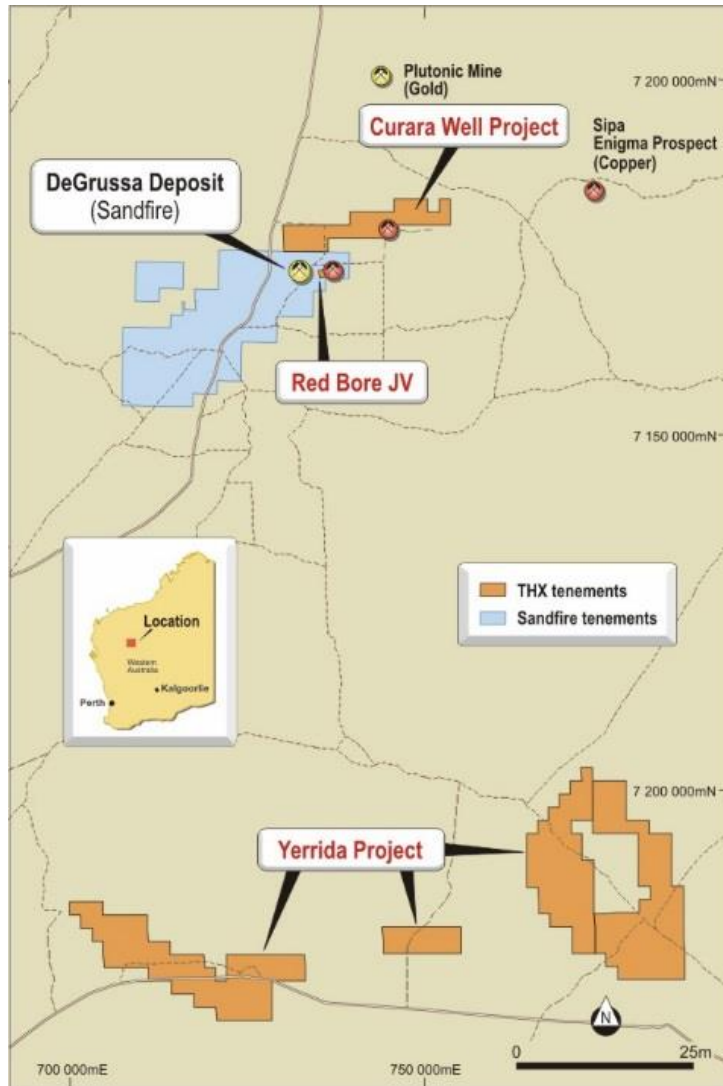 Plutonic Mine
(Gold)
7 200 000mN
Curara Well Project
Sipa
Enigma Prospect
(Copper)
DeGrussa Deposit
(Sandfire)
Red Bore JV
7 150 000mN
THX tenements
Sandfire tenements
Location
Western
Australia
Kalgoorlie
Perth
7 200 000mN
Yerrida Project
N
0
25m
700 000mE
750 000mE